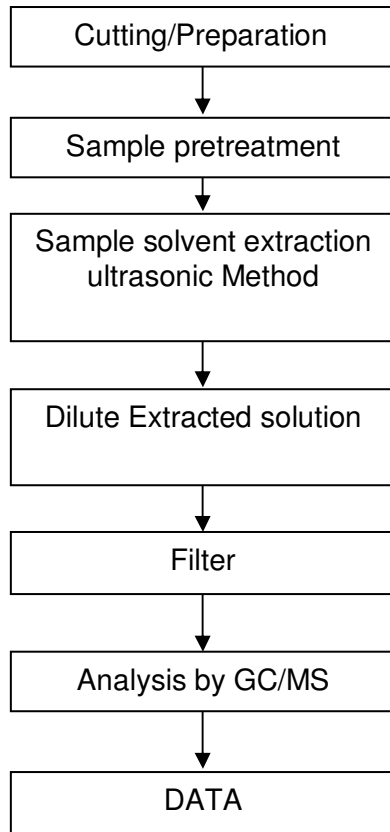 Cutting/Preparation
Sample pretreatment
Sample solvent extraction
ultrasonic Method
Dilute Extracted solution
Filter
Analysis by GC/MS
DATA